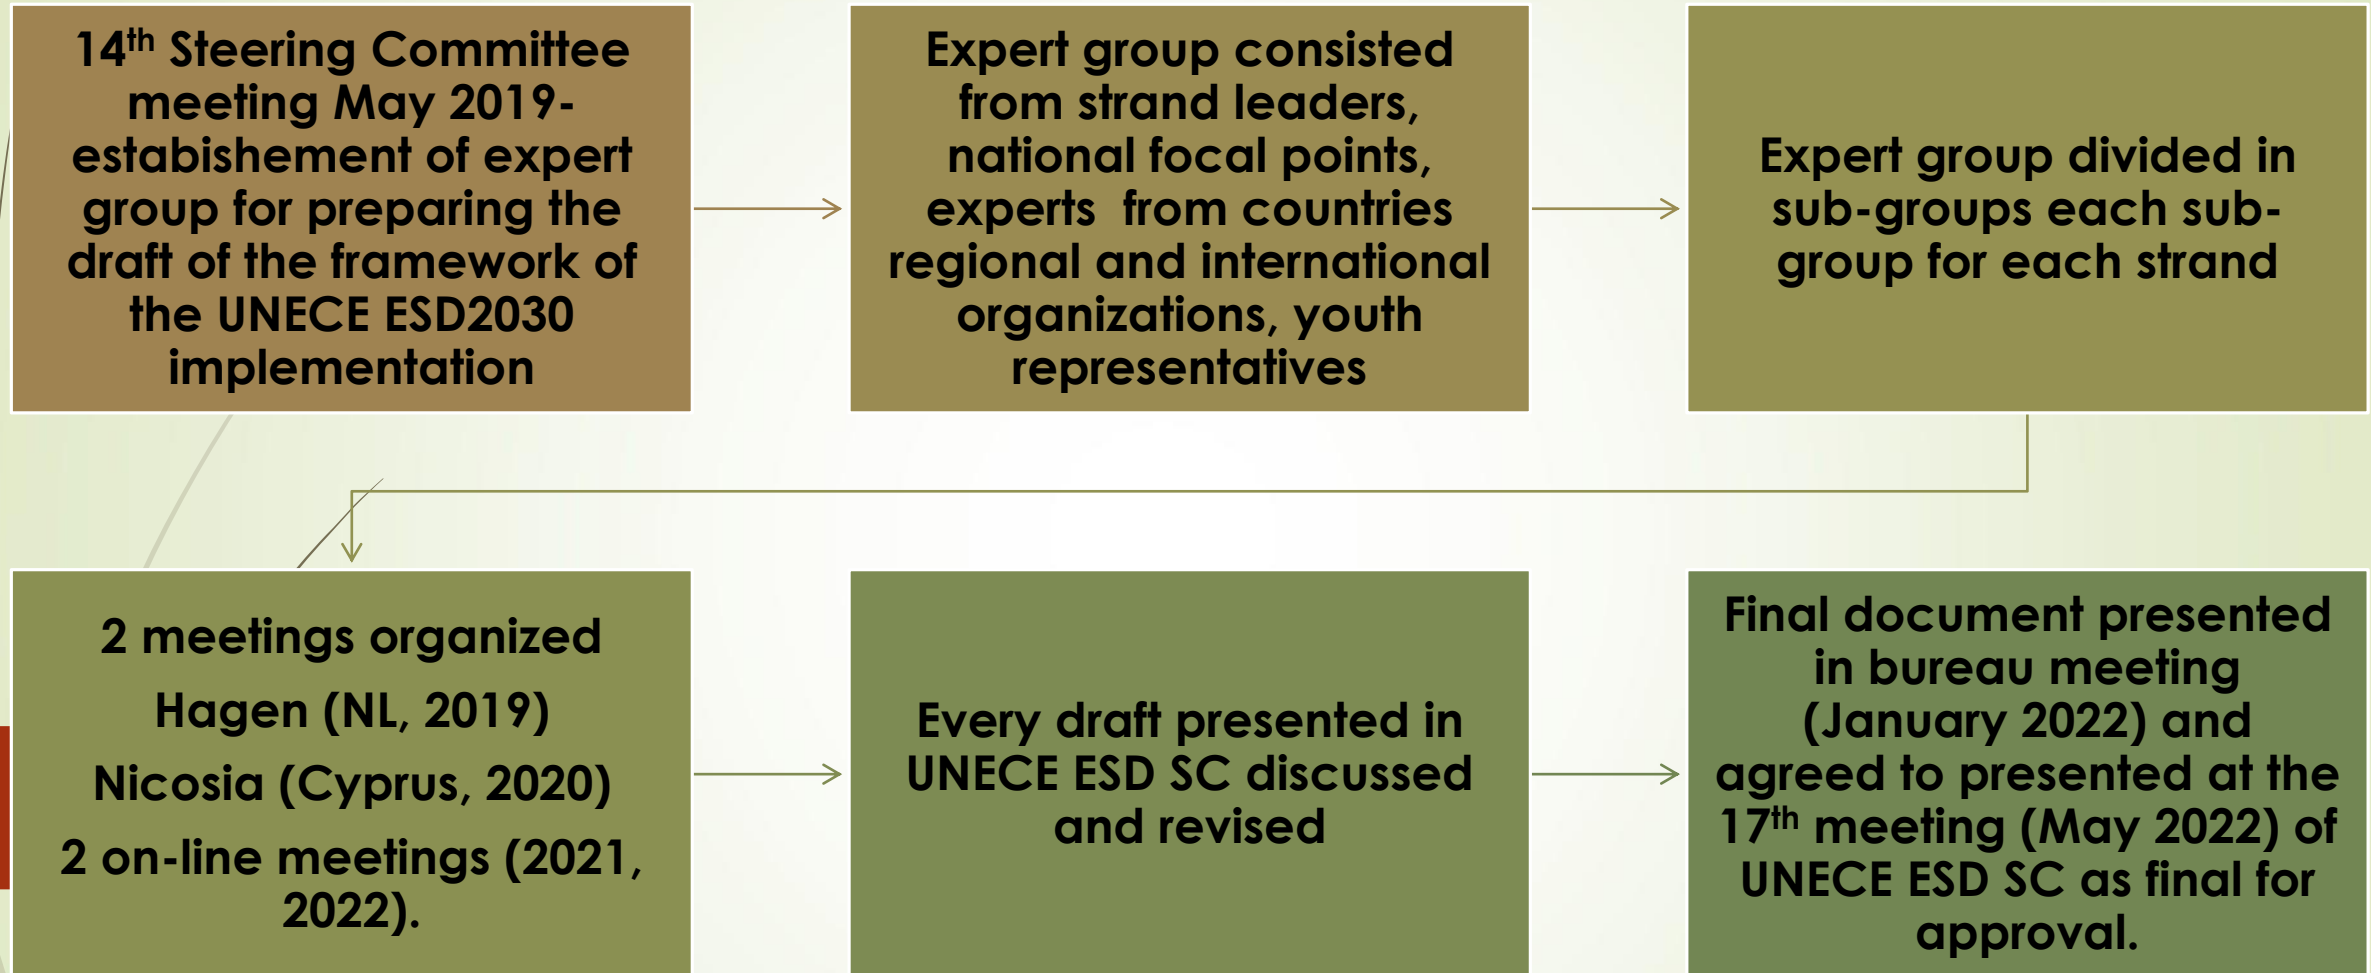 14th Steering Committee
meeting May 2019-
estabishement of expert
group for preparing the
draft of the framework of
the UNECE ESD2030
implementation
Expert group consisted
from strand leaders,
national focal points,
experts from countries
regional and international
organizations, youth
representatives
Expert group divided in
sub-groups each sub-
group for each strand
2 meetings organized
Hagen (NL, 2019)
Nicosia (Cyprus, 2020)
2 on-line meetings (2021,
2022).
Every draft presented in
UNECE ESD SC discussed
and revised
Final document presented
in bureau meeting
(January 2022) and
agreed to presented at the
17th meeting (May 2022) of
UNECE ESD SC as final for
approval.